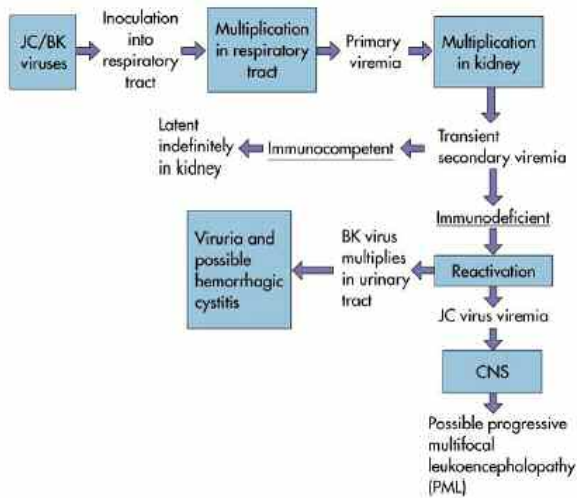 JC/BK
viruses
Inoculation
into
respiratory
tract
Multiplication
in respiratory
tract
Primary
viremia
Multiplication
in kidney
Latent
indefinitely
in kidney
Immunocompetent
Transient
secondary viremia
Immunodeficient
Viruria and
possible
hemorrhagic
cystitis
BK virus
multiplies
in urinary
tract
Reactivation
JC virus viremia
CNS
Possible progressive
multifocal
leukoencephalopathy
(PML)